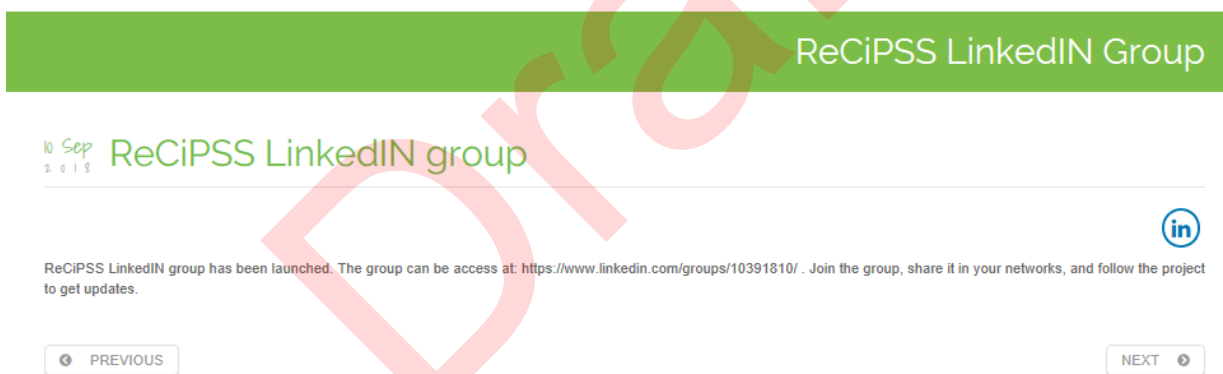 ReCiPSS LinkedIN Group
10 Sep
2018
ReCiPSS LinkedIN group
in
ReCiPSS LinkedIN group has been launched. The group can be access at: https://www.linkedin.com/groups/10391810/ . Join the group, share it in your networks, and follow the project
to get updates.
PREVIOUS
NEXT